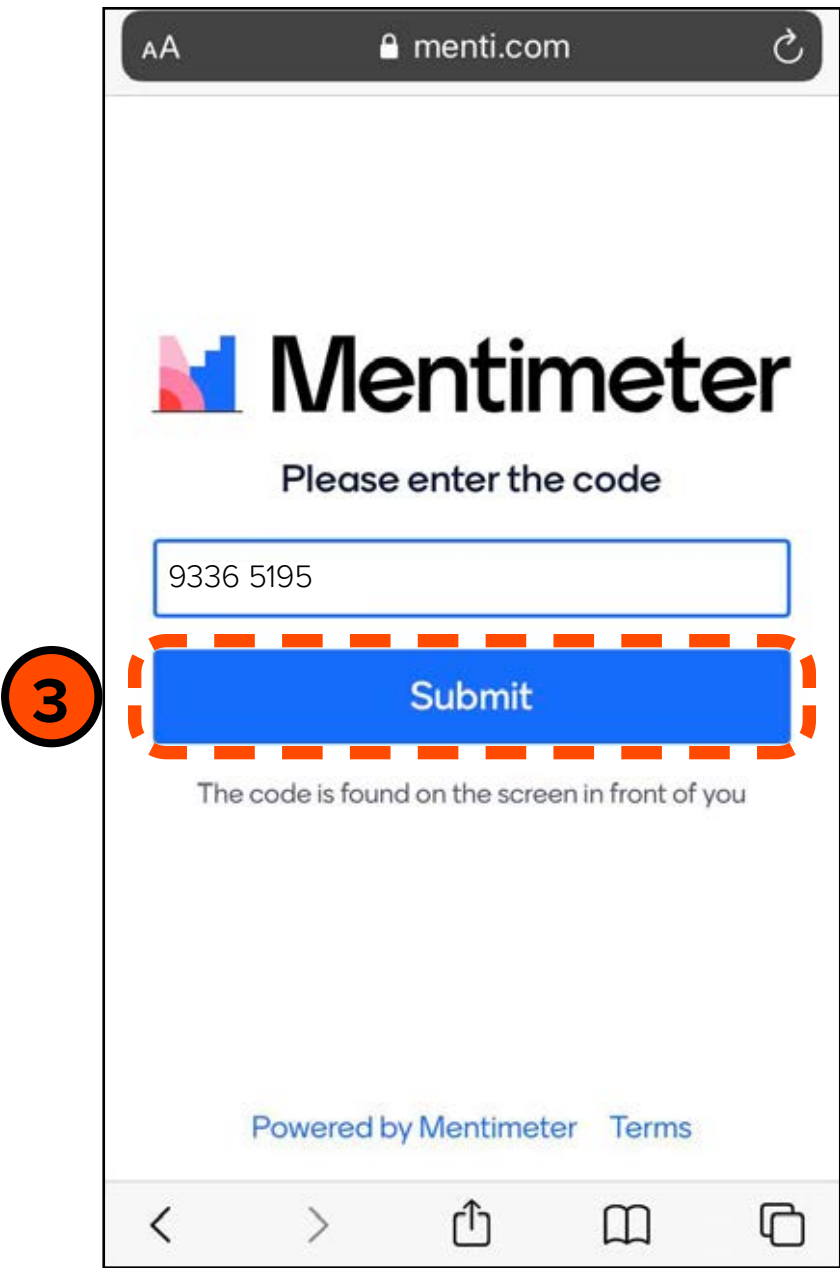 AA menti.com
Mentimeter
Please enter the code
9336 5195
3 Submit
The code is found on the screen in front of you
Powered by Mentimeter Terms